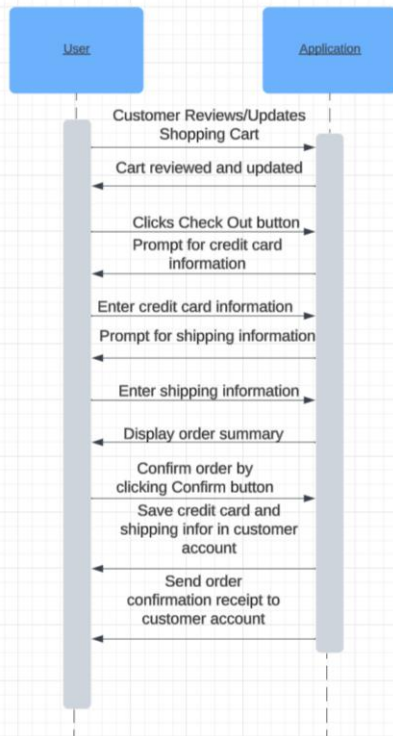 User
Application
Customer Reviews/Updates
Shopping Cart
Cart reviewed and updated
Clicks Check Out button
Prompt for credit card
information
Enter credit card information
Prompt for shipping information
Enter shipping information
Display order summary
Confirm order by
clicking Confirm button
Save credit card and
shipping infor in customer
account
Send order
confirmation receipt to
customer account